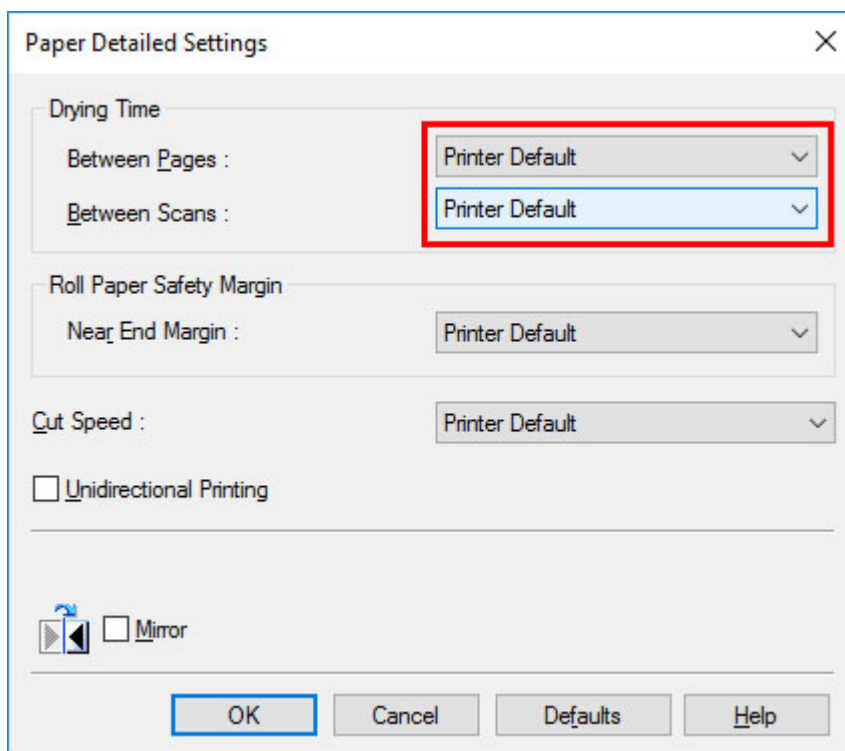 Paper Detailed Settings
Drying Time
Between Pages : Printer Default
Between Scans : Printer Default
Roll Paper Safety Margin
Near End Margin : Printer Default
Cut Speed : Printer Default
Unidirectional Printing
Mirror
OK Cancel Defaults Help